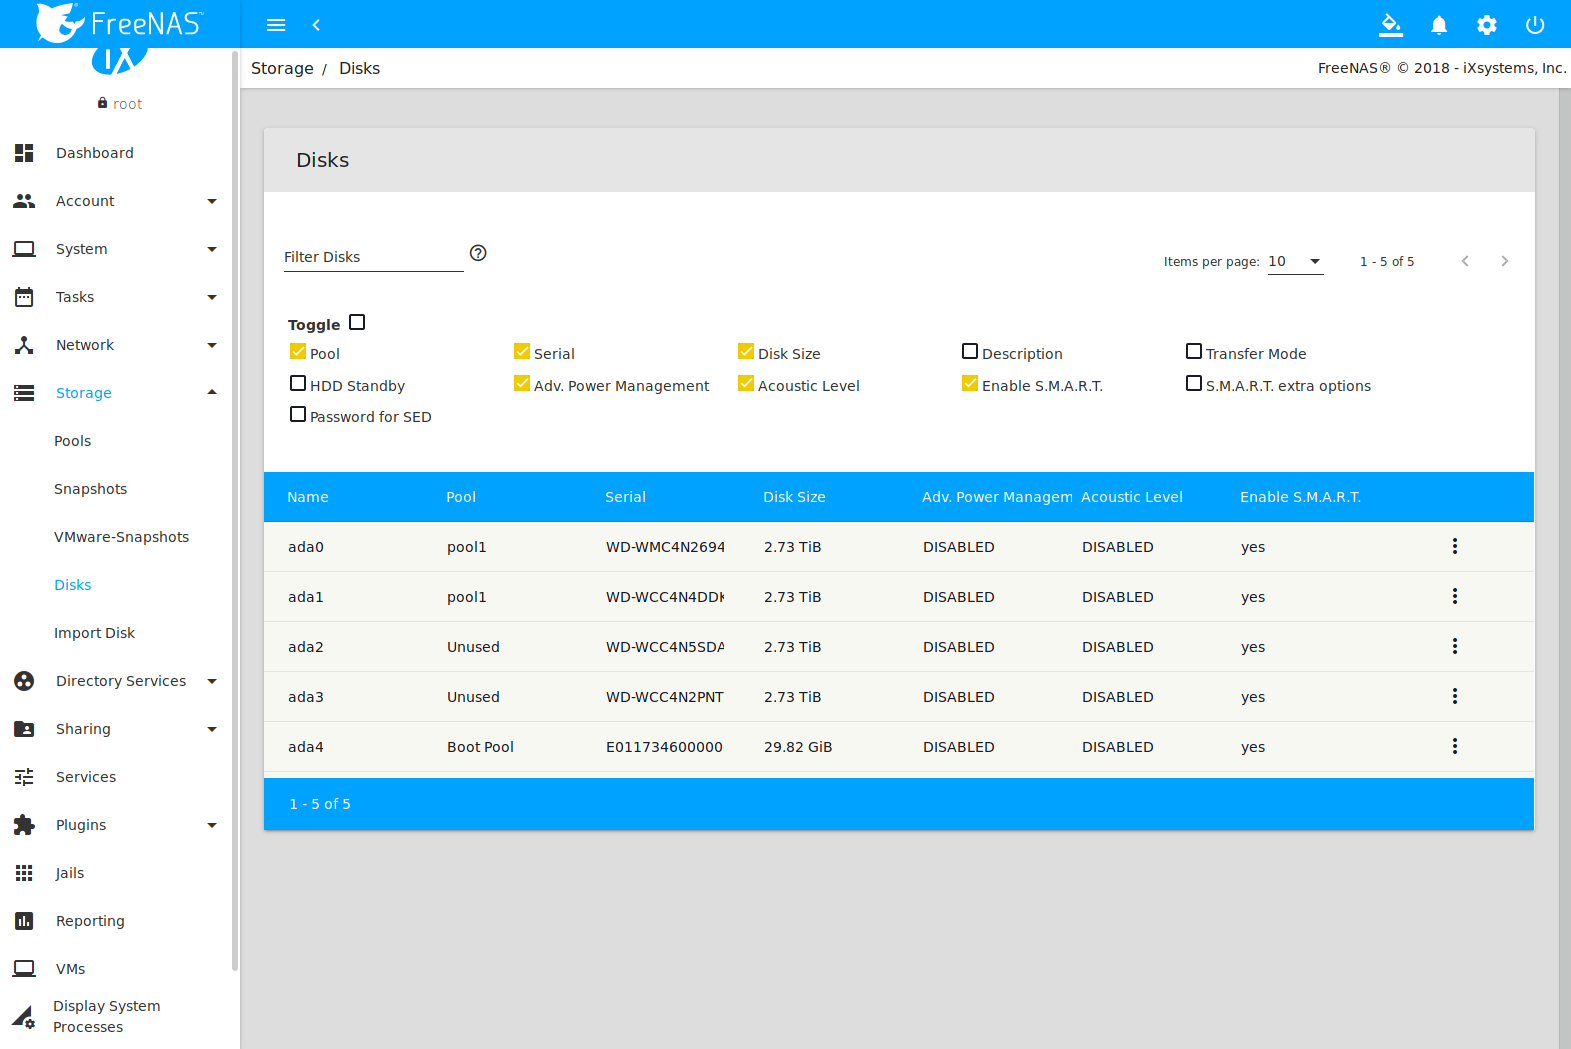 FreeNAS™
Storage / Disks
FreeNAS® © 2018 - iXsystems, Inc.
iX
root
Dashboard
Account
System
Tasks
Network
Storage
Pools
Snapshots
VMware-Snapshots
Disks
Import Disk
Directory Services
Sharing
Services
Plugins
Jails
Reporting
VMs
Display System
Processes
Disks
Filter Disks
Items per page: 10 1 - 5 of 5
Toggle
Pool Serial Disk Size Description Transfer Mode
HDD Standby Adv. Power Management Acoustic Level Enable S.M.A.R.T. S.M.A.R.T. extra options
Password for SED
Name Pool Serial Disk Size Adv. Power Managem Acoustic Level Enable S.M.A.R.T.
ada0 pool1 WD-WMC4N2694 2.73 TiB DISABLED DISABLED yes
ada1 pool1 WD-WCC4N4DDK 2.73 TiB DISABLED DISABLED yes
ada2 Unused WD-WCC4N5SDA 2.73 TiB DISABLED DISABLED yes
ada3 Unused WD-WCC4N2PNT 2.73 TiB DISABLED DISABLED yes
ada4 Boot Pool E011734600000 29.82 GiB DISABLED DISABLED yes
1 - 5 of 5